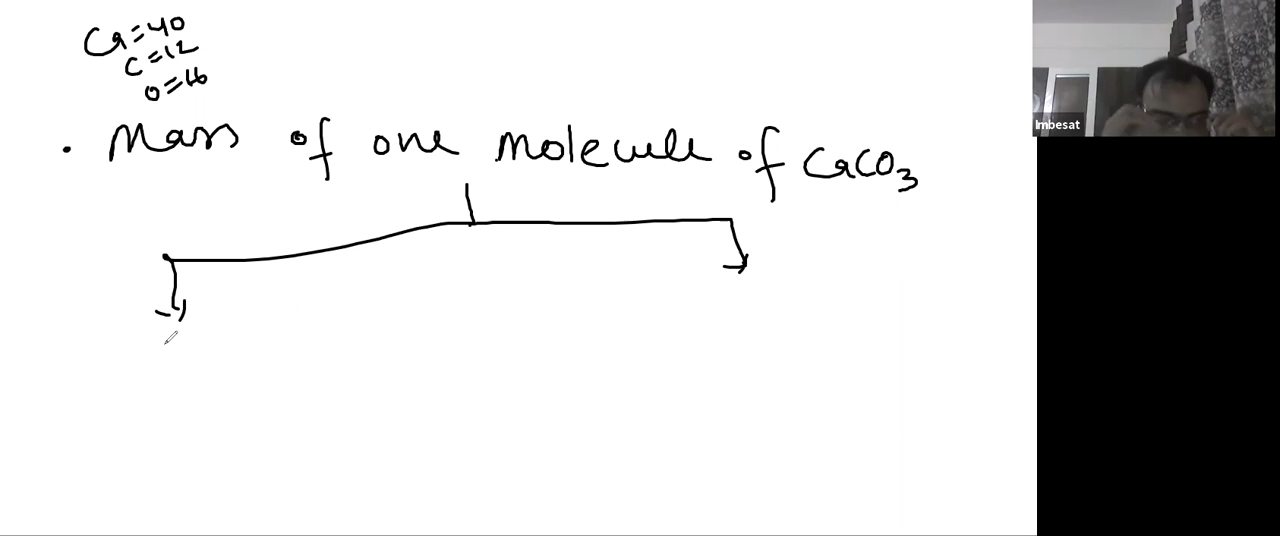 Ca=40
C=12
O=16
. Mass of one molecule of CaCO₃
Imbesat